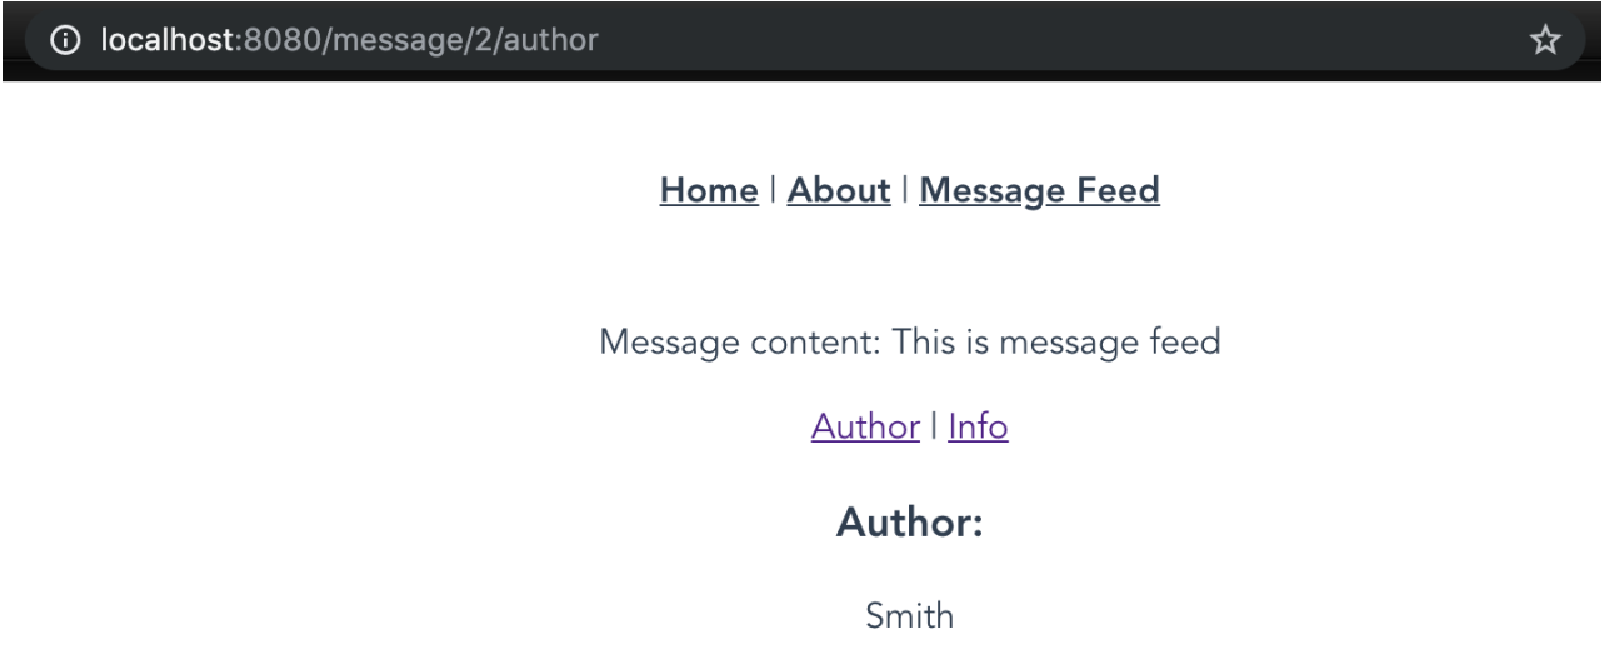 localhost:8080/message/2/author
Home | About | Message Feed
Message content: This is message feed
Author | Info
Author:
Smith